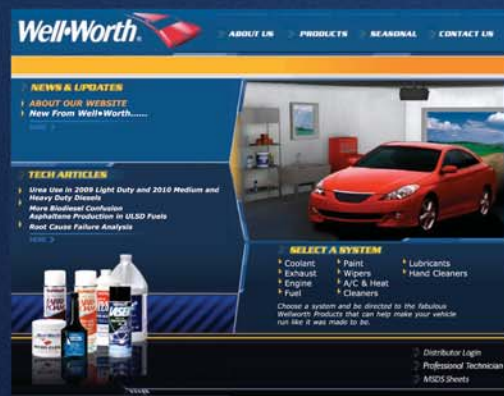 Well•Worth®
ABOUT US
PRODUCTS
SEASONAL
CONTACT US
NEWS & UPDATES
ABOUT OUR WEBSITE
New From Well•Worth......
MORE
TECH ARTICLES
Urea Use in 2009 Light Duty and 2010 Medium and
Heavy Duty Diesels
More Biodiesel Confusion
Asphaltene Production in ULSD Fuels
Root Cause Failure Analysis
MORE
SELECT A SYSTEM
Coolant
Exhaust
Engine
Fuel
Paint
Wipers
A/C & Heat
Cleaners
Lubricants
Hand Cleaners
Choose a system and be directed to the fabulous
Wellworth Products that can help make your vehicle
run like it was made to be.
Distributor Login
Professional Technician
MSDS Sheets